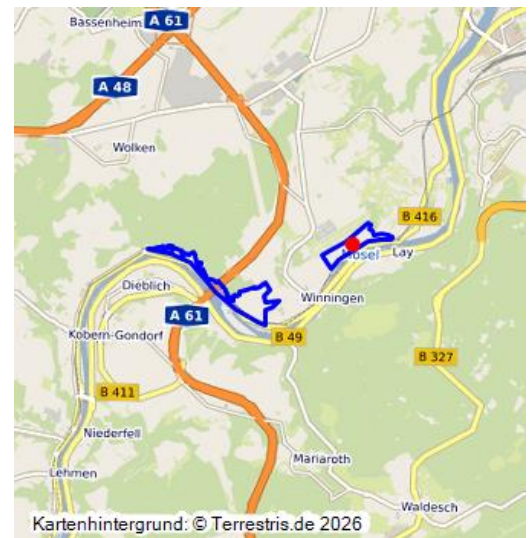 Bassenheim
A 61
A 48
Wolken
B 416
Mosel
Lay
Dieblich
Winningen
A 61
Kobern-Gondorf
B 49
B 327
B 411
Niederfell
Mariaroth
Lehmen
Waldesch
Kartenhintergrund: © Terrestris.de 2026